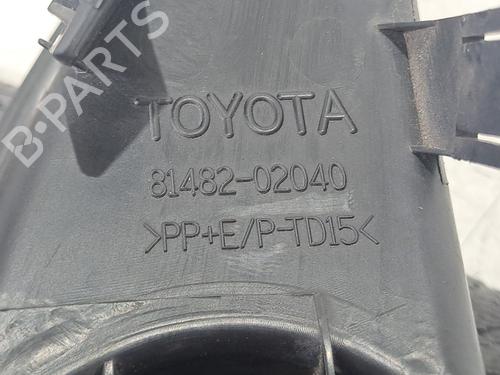 B-PARTS
TOYOTA
81482-02040
>PP+E/P-TD15<